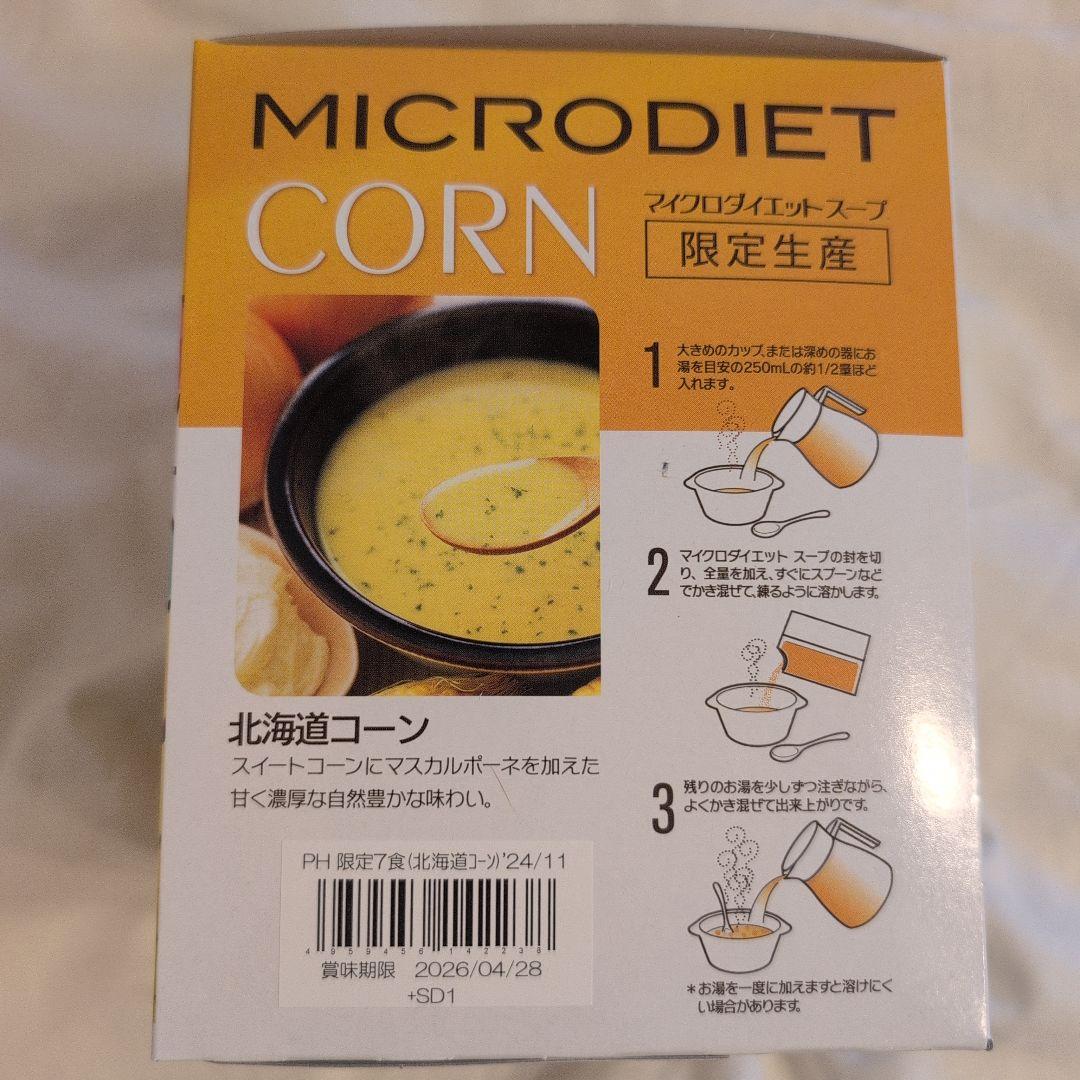 MICRODIET
CORN
マイクロダイエットスープ
限定生産
1
大きめのカップ、または深めの器にお
湯を目安の250mLの約1/2量ほど
入れます。
2
マイクロダイエット スープの封を切
り、全量を加え、すぐにスプーンなど
でかき混ぜて、練るように溶かします。
3
残りのお湯を少しずつ注ぎながら、
よくかき混ぜて出来上がりです。
＊お湯を一度に加えますと溶けにく
い場合があります。
北海道コーン
スイートコーンにマスカルポーネを加えた
甘く濃厚な自然豊かな味わい。
PH 限定7食(北海道ｺｰﾝ)'24/11
4959456142238
賞味期限 2026/04/28
+SD1